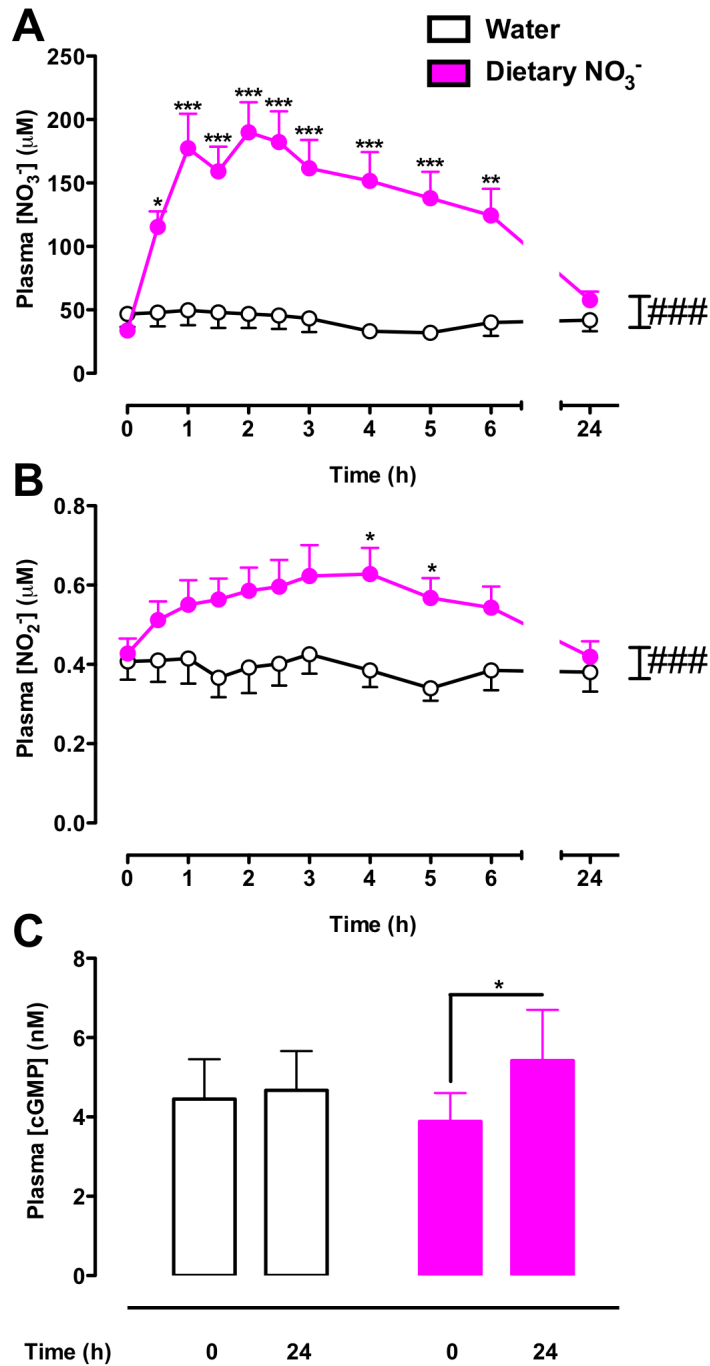 A
Water
Dietary NO₃⁻
Plasma [NO₃⁻] (μM)
250
200
150
100
50
0
***
***
***
***
***
***
***
*
**
###
0 1 2 3 4 5 6 24
Time (h)
B
Plasma [NO₂⁻] (μM)
0.8
0.6
0.4
0.2
0.0
*
*
###
0 1 2 3 4 5 6 24
Time (h)
C
Plasma [cGMP] (nM)
8
6
4
2
0
*
Time (h) 0 24 0 24